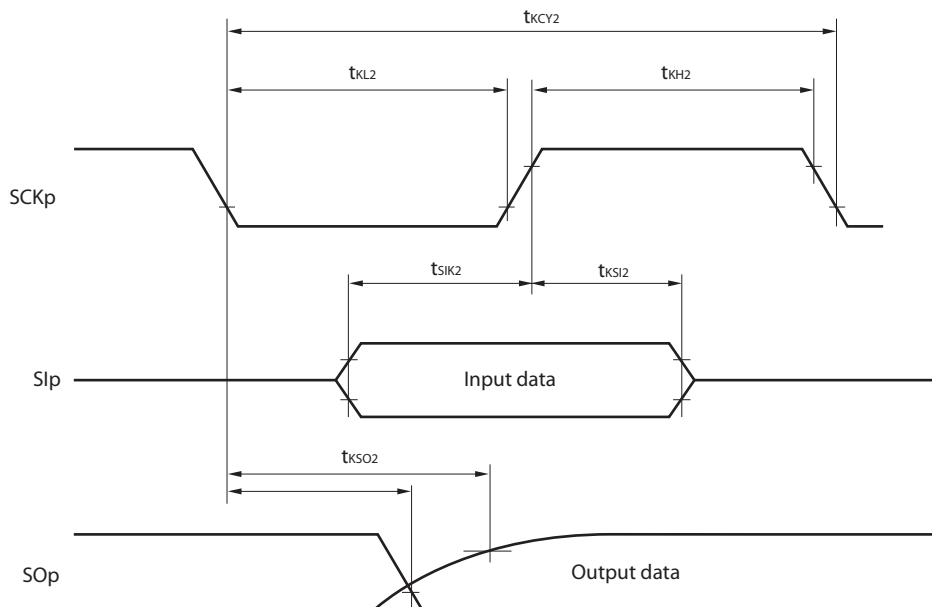 tKCY2
tKL2
tKH2
SCKp
tSIK2
tKSI2
SIp
Input data
tKSO2
SOp
Output data